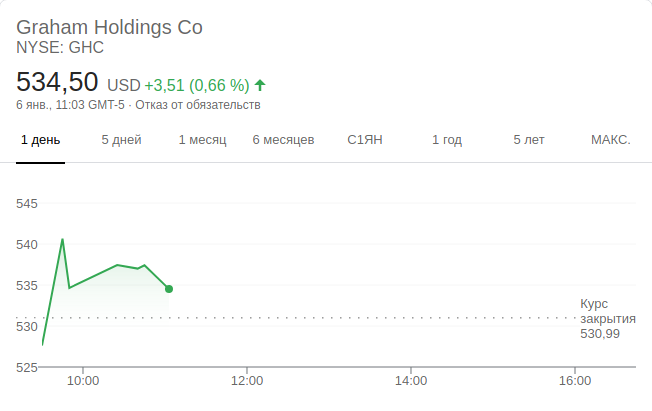 Graham Holdings Co
NYSE: GHC
534,50 USD +3,51 (0,66 %)
6 янв., 11:03 GMT-5 · Отказ от обязательств
1 день 5 дней 1 месяц 6 месяцев С1ЯН 1 год 5 лет МАКС.
545
540
535
530
525
Курс
закрытия
530,99
10:00 12:00 14:00 16:00